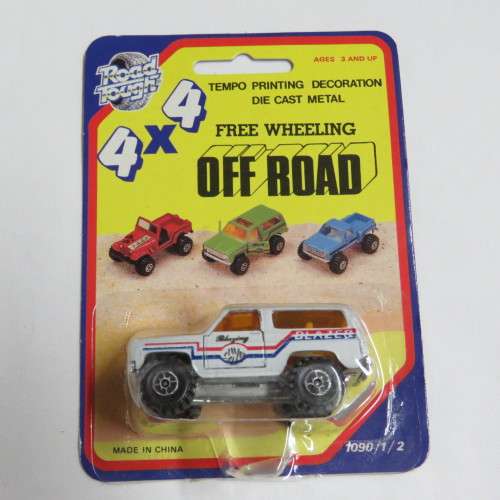 Road
Tough
AGES 3 AND UP
TEMPO PRINTING DECORATION
DIE CAST METAL
4x4
FREE WHEELING
OFF ROAD
Blazing
BLAZER
MADE IN CHINA
1090/1/2